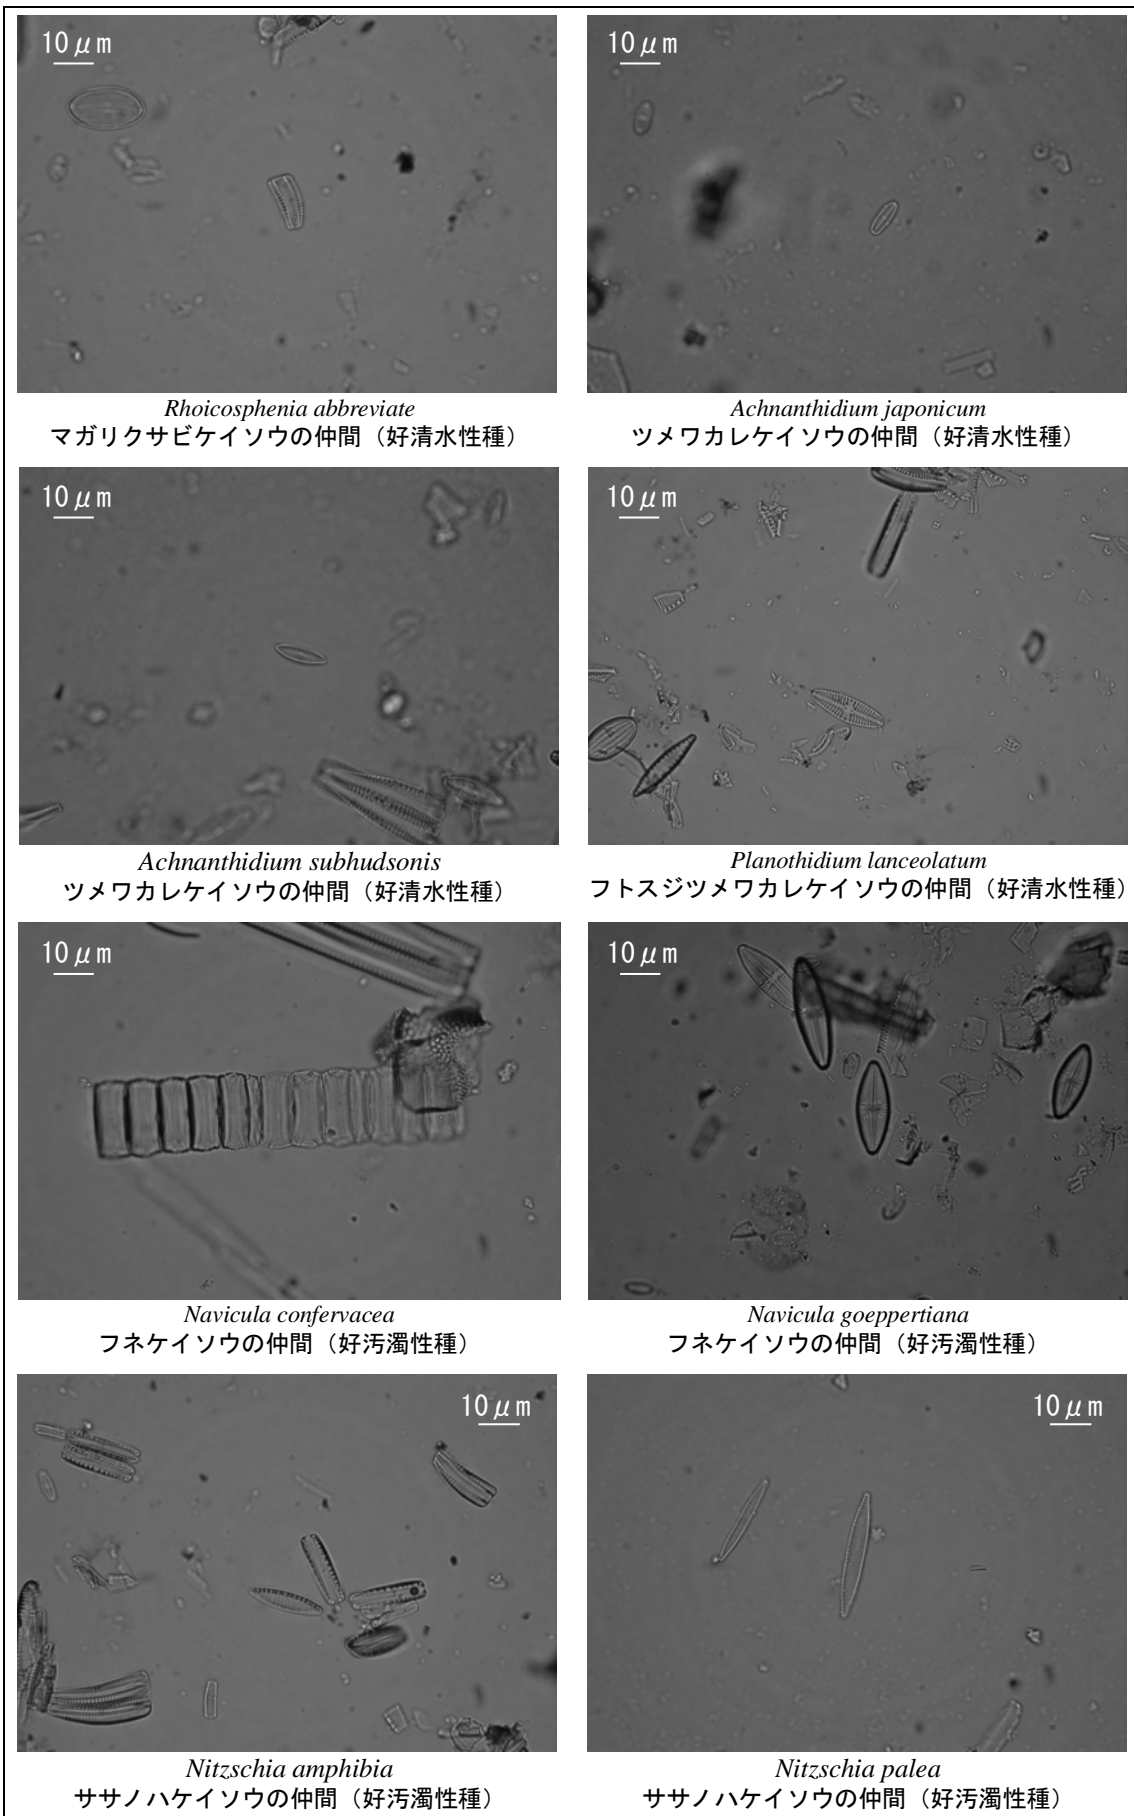 10μm
10μm
Rhoicosphenia abbreviate
マガリクサビケイソウの仲間（好清水性種）
Achnanthidium japonicum
ツメワカレケイソウの仲間（好清水性種）
10μm
10μm
Achnanthidium subhudsonis
ツメワカレケイソウの仲間（好清水性種）
Planothidium lanceolatum
フトスジツメワカレケイソウの仲間（好清水性種）
10μm
10μm
Navicula confervacea
フネケイソウの仲間（好汚濁性種）
Navicula goeppertiana
フネケイソウの仲間（好汚濁性種）
10μm
10μm
Nitzschia amphibia
ササノハケイソウの仲間（好汚濁性種）
Nitzschia palea
ササノハケイソウの仲間（好汚濁性種）